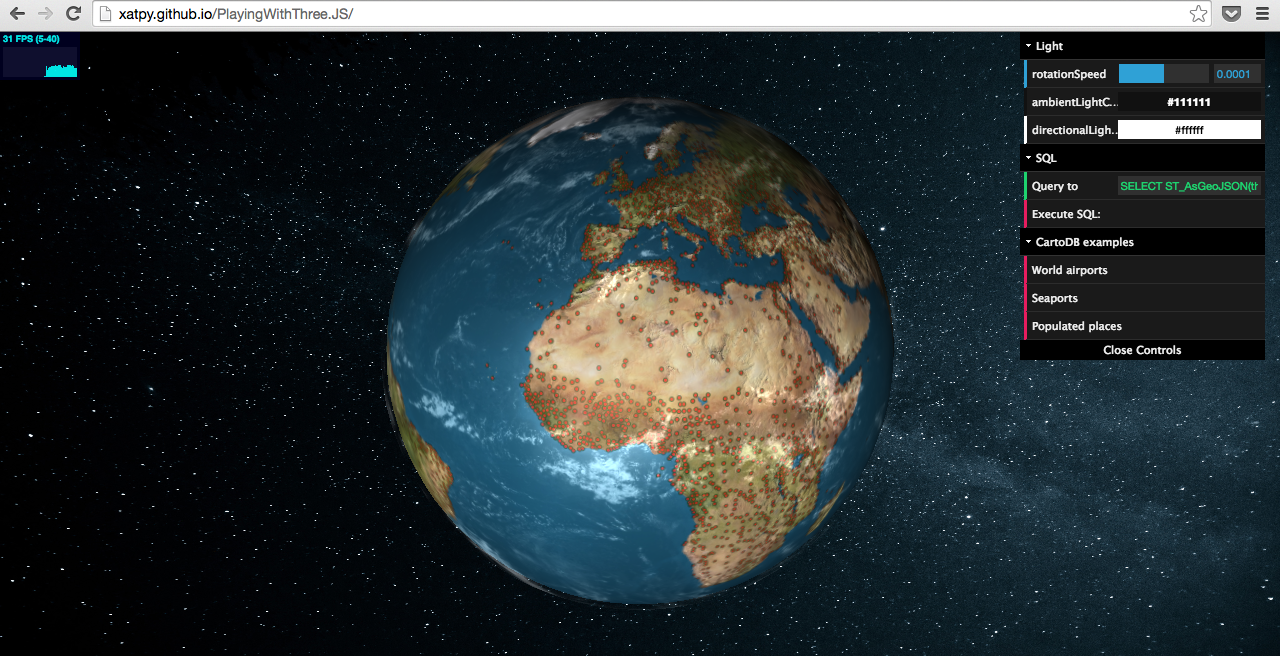 xatpy.github.io/PlayingWithThree.JS/
31 FPS (5-40)
Light
rotationSpeed 0.0001
ambientLightC... #111111
directionalLigh... #ffffff
SQL
Query to SELECT ST_AsGeoJSON(th
Execute SQL:
CartoDB examples
World airports
Seaports
Populated places
Close Controls